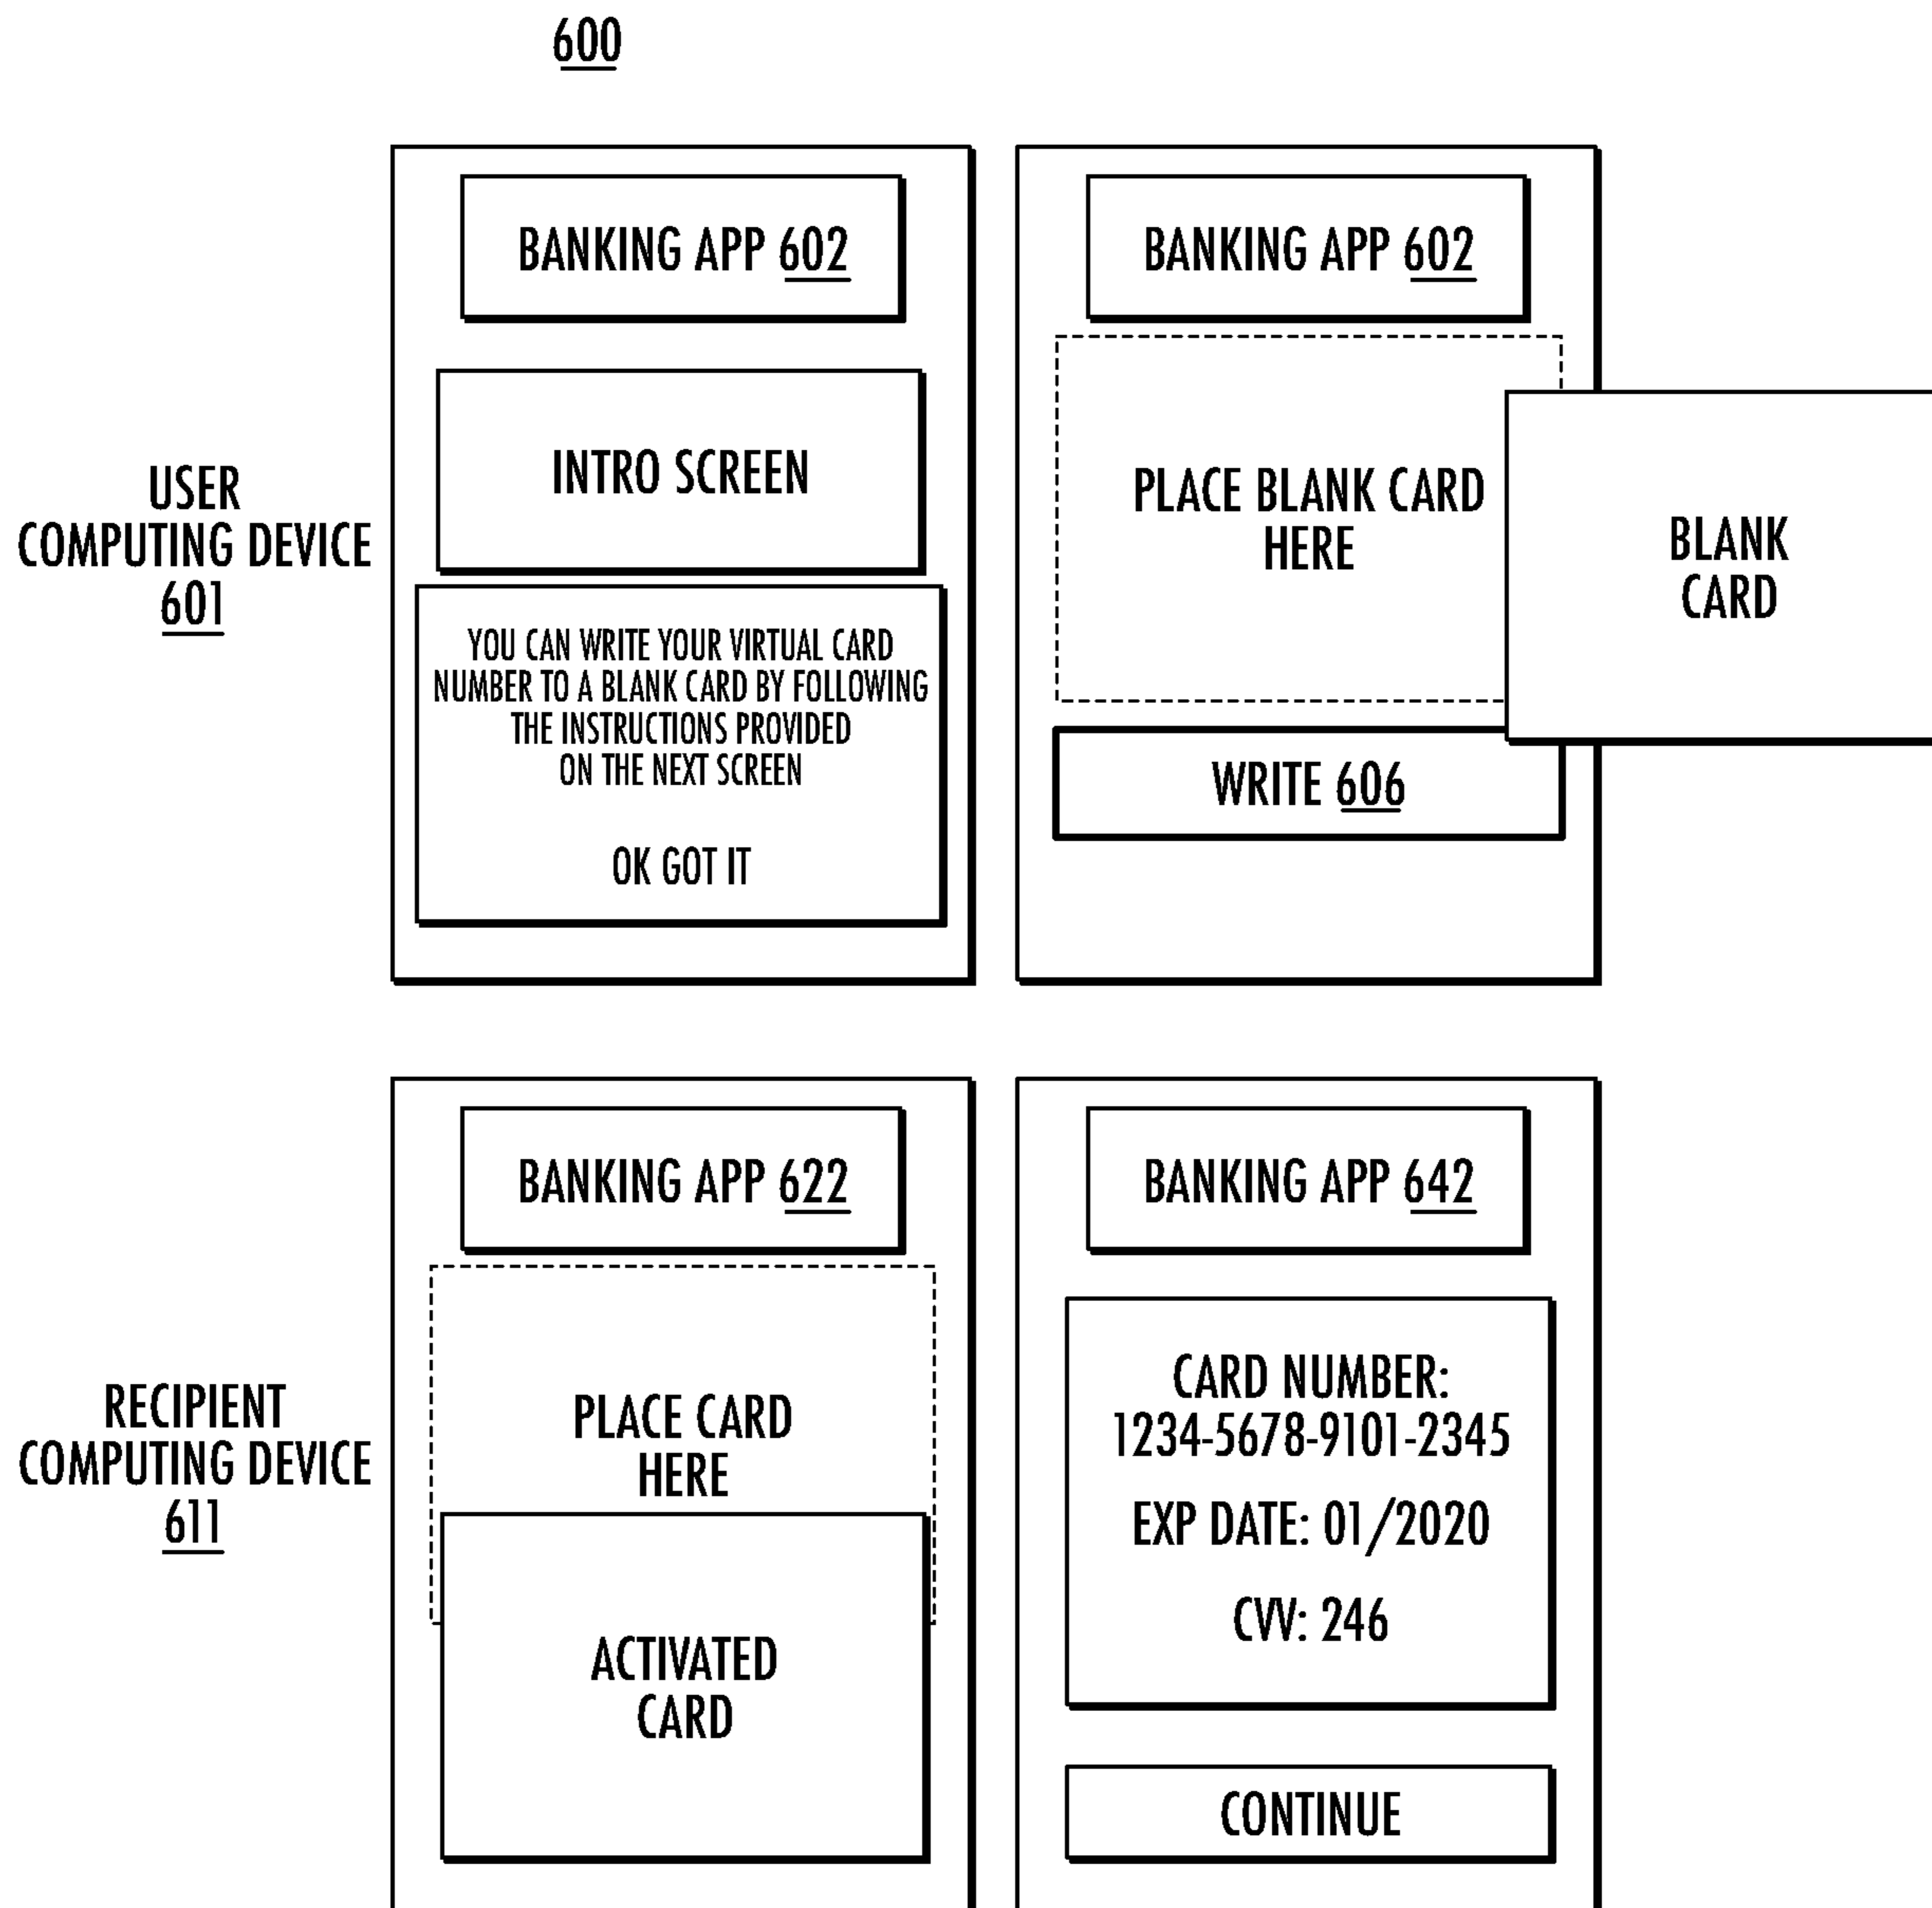 600
USER
COMPUTING DEVICE
601
BANKING APP 602
INTRO SCREEN
YOU CAN WRITE YOUR VIRTUAL CARD
NUMBER TO A BLANK CARD BY FOLLOWING
THE INSTRUCTIONS PROVIDED
ON THE NEXT SCREEN
OK GOT IT
BANKING APP 602
PLACE BLANK CARD
HERE
BLANK
CARD
WRITE 606
RECIPIENT
COMPUTING DEVICE
611
BANKING APP 622
PLACE CARD
HERE
ACTIVATED
CARD
BANKING APP 642
CARD NUMBER:
1234-5678-9101-2345
EXP DATE: 01/2020
CVV: 246
CONTINUE